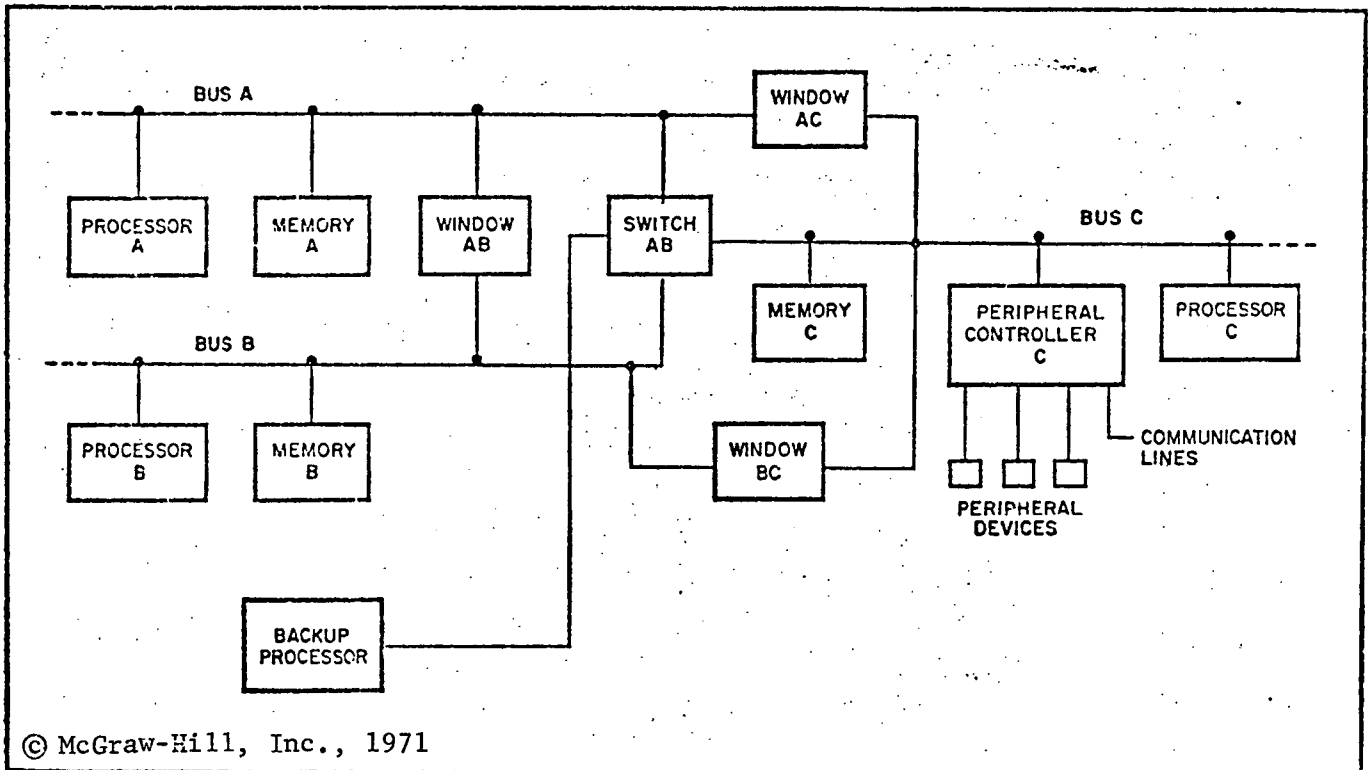 BUS A
WINDOW
AC
PROCESSOR
A
MEMORY
A
WINDOW
AB
SWITCH
AB
BUS C
MEMORY
C
PERIPHERAL
CONTROLLER
C
PROCESSOR
C
BUS B
PROCESSOR
B
MEMORY
B
WINDOW
BC
COMMUNICATION
LINES
PERIPHERAL
DEVICES
BACKUP
PROCESSOR
© McGraw-Hill, Inc., 1971